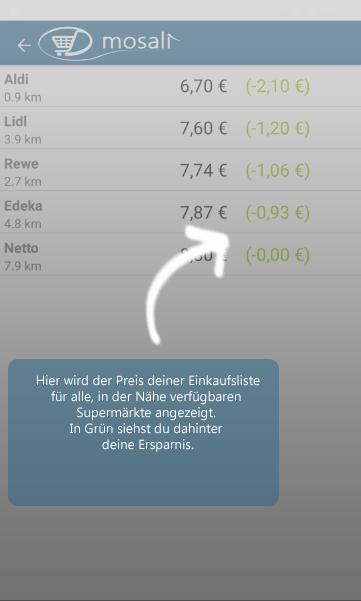 mosali
Aldi 6,70 € (-2,10 €)
0.9 km
Lidl 7,60 € (-1,20 €)
3.9 km
Rewe 7,74 € (-1,06 €)
2.7 km
Edeka 7,87 € (-0,93 €)
4.8 km
Netto 8,80 € (-0,00 €)
7.9 km
Hier wird der Preis deiner Einkaufsliste
für alle, in der Nähe verfügbaren
Supermärkte angezeigt.
In Grün siehst du dahinter
deine Ersparnis.